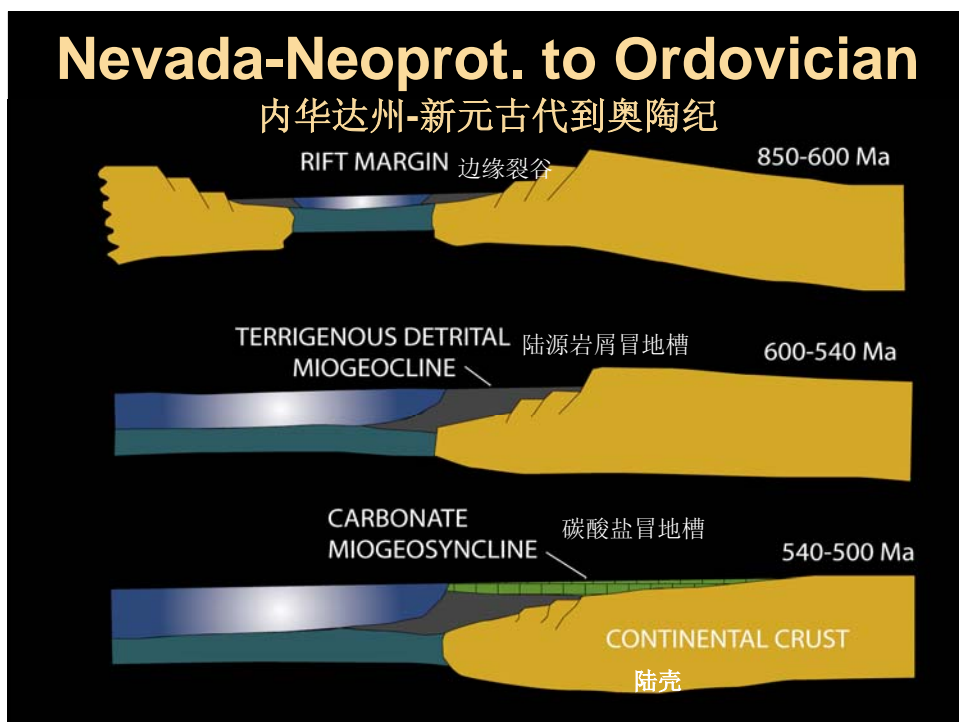 Nevada-Neoprot. to Ordovician
内华达州-新元古代到奥陶纪
RIFT MARGIN 边缘裂谷
850-600 Ma
TERRIGENOUS DETRITAL
MIOGEOCLINE
陆源岩屑冒地槽
600-540 Ma
CARBONATE
MIOGEOSYNCLINE
碳酸盐冒地槽
540-500 Ma
CONTINENTAL CRUST
陆壳